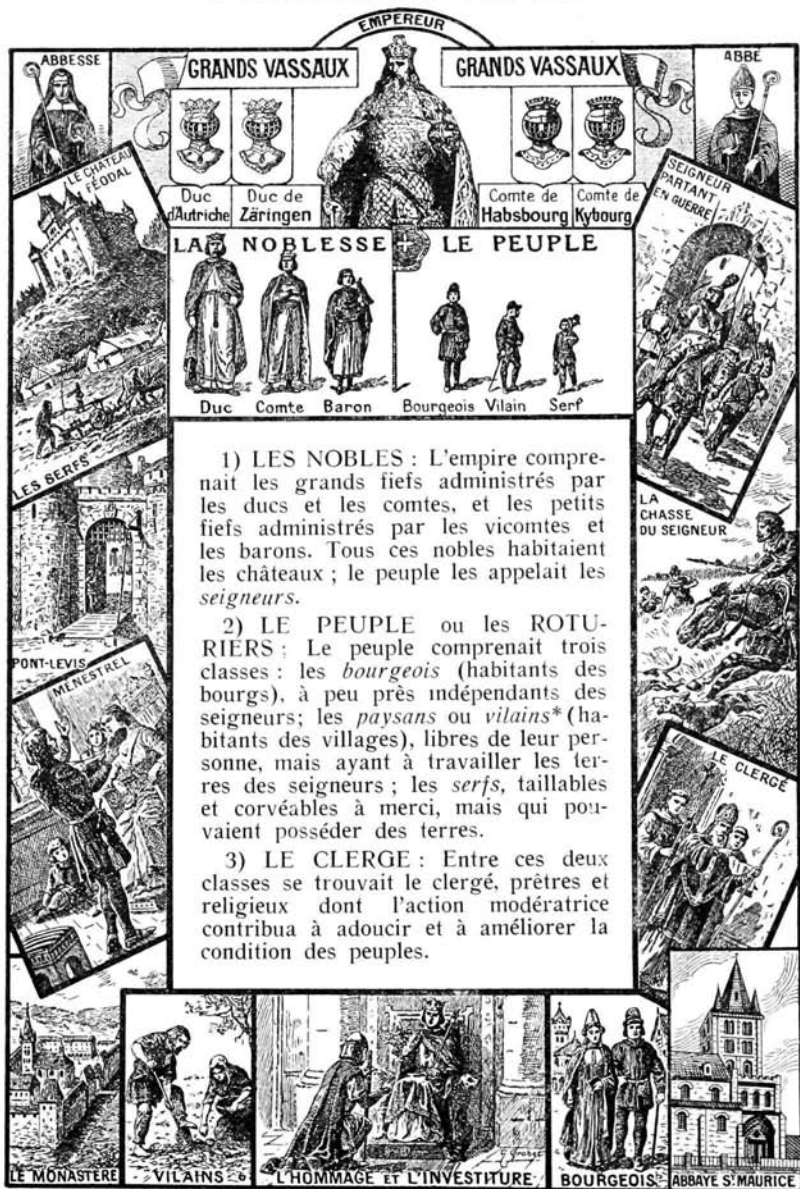 EMPEREUR
ABBESSE
GRANDS VASSAUX
GRANDS VASSAUX
ABBÉ
Duc
d'Autriche
Duc de
Zäringen
Comte de
Habsbourg
Comte de
Kybourg
LE CHATEAU
FÉODAL
LES SERFS
SEIGNEUR
PARTANT
EN GUERRE
LA NOBLESSE
LE PEUPLE
Duc Comte Baron
Bourgeois Vilain Serf
1) LES NOBLES : L'empire compre-
nait les grands fiefs administrés par
les ducs et les comtes, et les petits
fiefs administrés par les vicomtes et
les barons. Tous ces nobles habitaient
les châteaux ; le peuple les appelait les
seigneurs.
2) LE PEUPLE ou les ROTU-
RIERS : Le peuple comprenait trois
classes : les bourgeois (habitants des
bourgs), à peu près indépendants des
seigneurs; les paysans ou vilains* (ha-
bitants des villages), libres de leur per-
sonne, mais ayant à travailler les ter-
res des seigneurs ; les serfs, taillables
et corvéables à merci, mais qui pou-
vaient posséder des terres.
3) LE CLERGE : Entre ces deux
classes se trouvait le clergé, prêtres et
religieux dont l'action modératrice
contribua à adoucir et à améliorer la
condition des peuples.
PONT-LEVIS
MÉNESTREL
LA
CHASSE
DU SEIGNEUR
LE CLERGÉ
LE MONASTÈRE
VILAINS
L'HOMMAGE ET L'INVESTITURE
BOURGEOIS
ABBAYE ST MAURICE